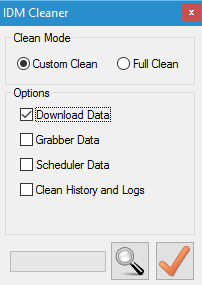 IDM Cleaner
Clean Mode
Custom Clean Full Clean
Options
Download Data
Grabber Data
Scheduler Data
Clean History and Logs